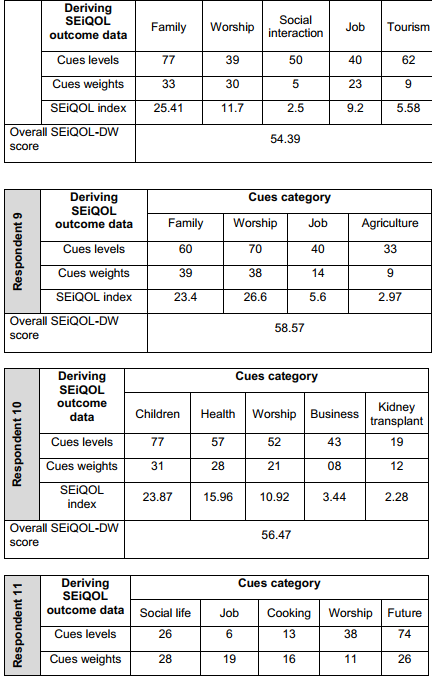 Deriving SEiQOL outcome data Family Worship Social interaction Job Tourism
Cues levels 77 39 50 40 62
Cues weights 33 30 5 23 9
SEiQOL index 25.41 11.7 2.5 9.2 5.58
Overall SEiQOL-DW score 54.39
Respondent 9
Deriving SEiQOL outcome data Cues category
Family Worship Job Agriculture
Cues levels 60 70 40 33
Cues weights 39 38 14 9
SEiQOL index 23.4 26.6 5.6 2.97
Overall SEiQOL-DW score 58.57
Respondent 10
Deriving SEiQOL outcome data Cues category
Children Health Worship Business Kidney transplant
Cues levels 77 57 52 43 19
Cues weights 31 28 21 08 12
SEiQOL index 23.87 15.96 10.92 3.44 2.28
Overall SEiQOL-DW score 56.47
Respondent 11
Deriving SEiQOL outcome data Cues category
Social life Job Cooking Worship Future
Cues levels 26 6 13 38 74
Cues weights 28 19 16 11 26